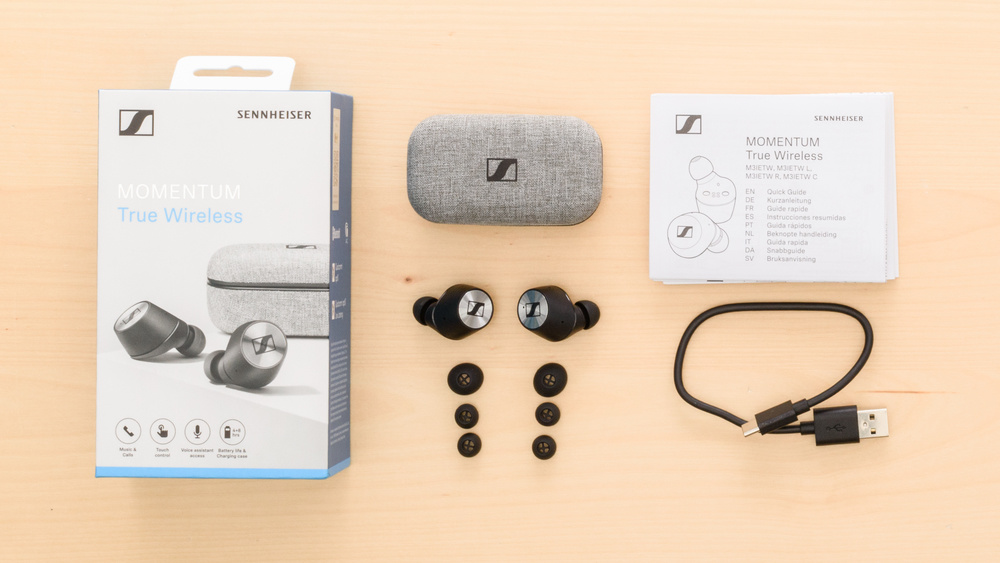 SENNHEISER
MOMENTUM
True Wireless
Music &
Calls
Touch
control
Voice assistant
access
Battery life &
Charging case
SENNHEISER
MOMENTUM
True Wireless
M3IETW, M3IETW L,
M3IETW R, M3IETW C
EN Quick Guide
DE Kurzanleitung
FR Guide rapide
ES Instrucciones resumidas
PT Guida rápidos
NL Beknopte handleiding
IT Guida rapida
DA Snabbguide
SV Bruksanvisning